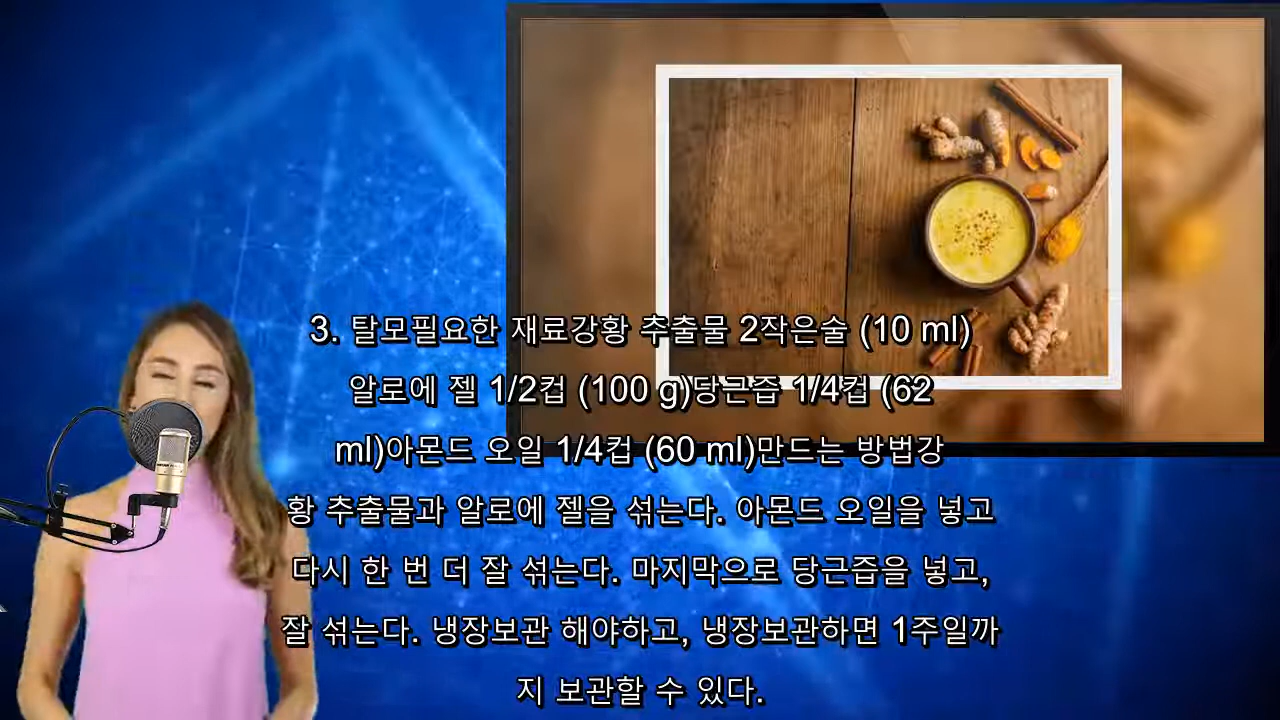 3. 탈모필요한 재료강황 추출물 2작은술 (10 ml)
알로에 젤 1/2컵 (100 g)당근즙 1/4컵 (62
ml)아몬드 오일 1/4컵 (60 ml)만드는 방법강
황 추출물과 알로에 젤을 섞는다. 아몬드 오일을 넣고
다시 한 번 더 잘 섞는다. 마지막으로 당근즙을 넣고,
잘 섞는다. 냉장보관 해야하고, 냉장보관하면 1주일까
지 보관할 수 있다.